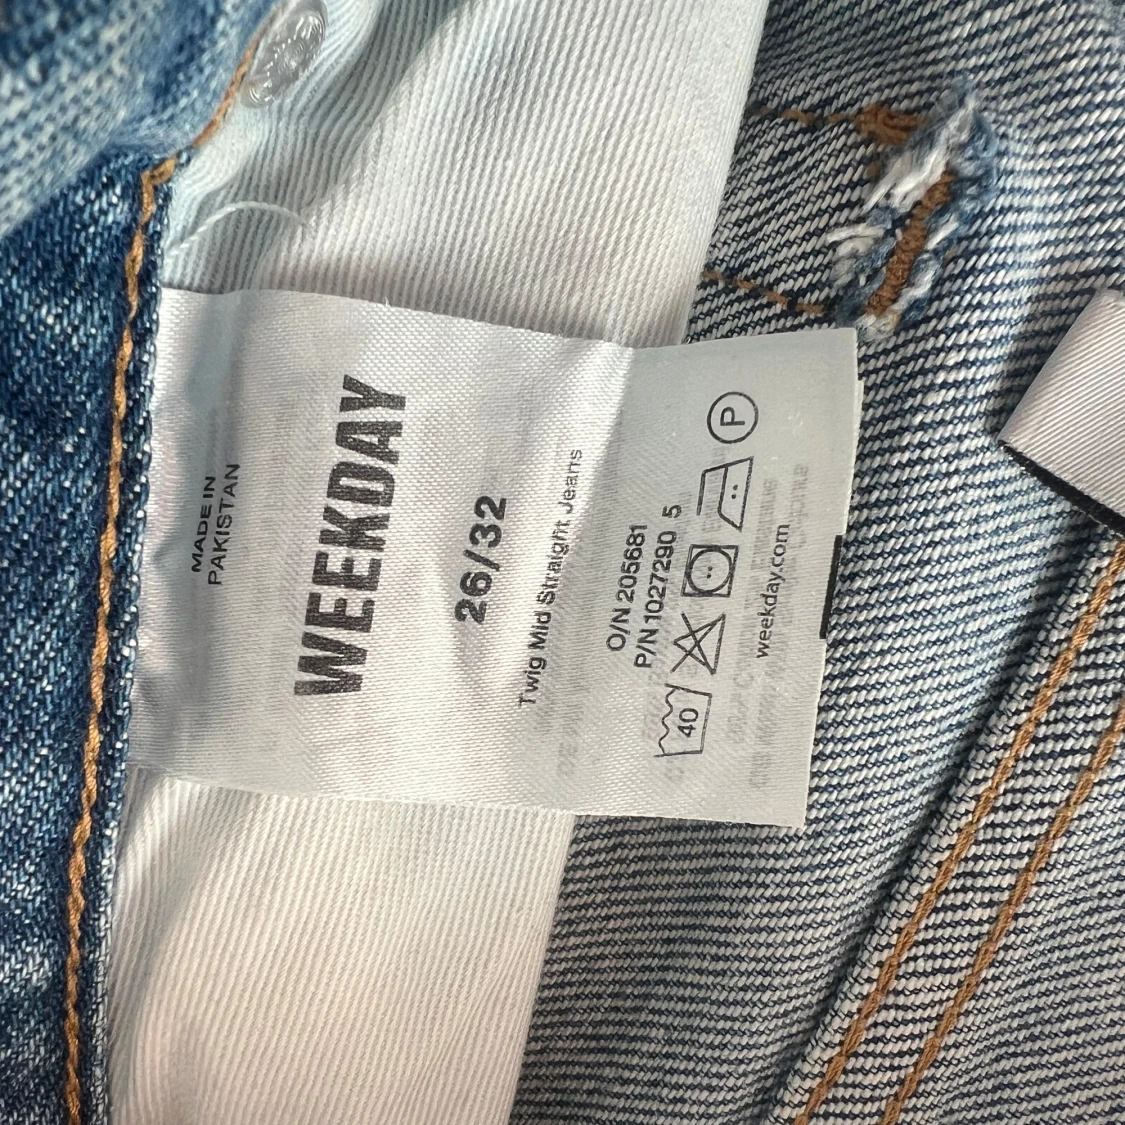 MADE IN
PAKISTAN
WEEKDAY
26/32
Twig Mid Straight Jeans
O/N 205681
P/N 1027290 5
40
P
weekday.com